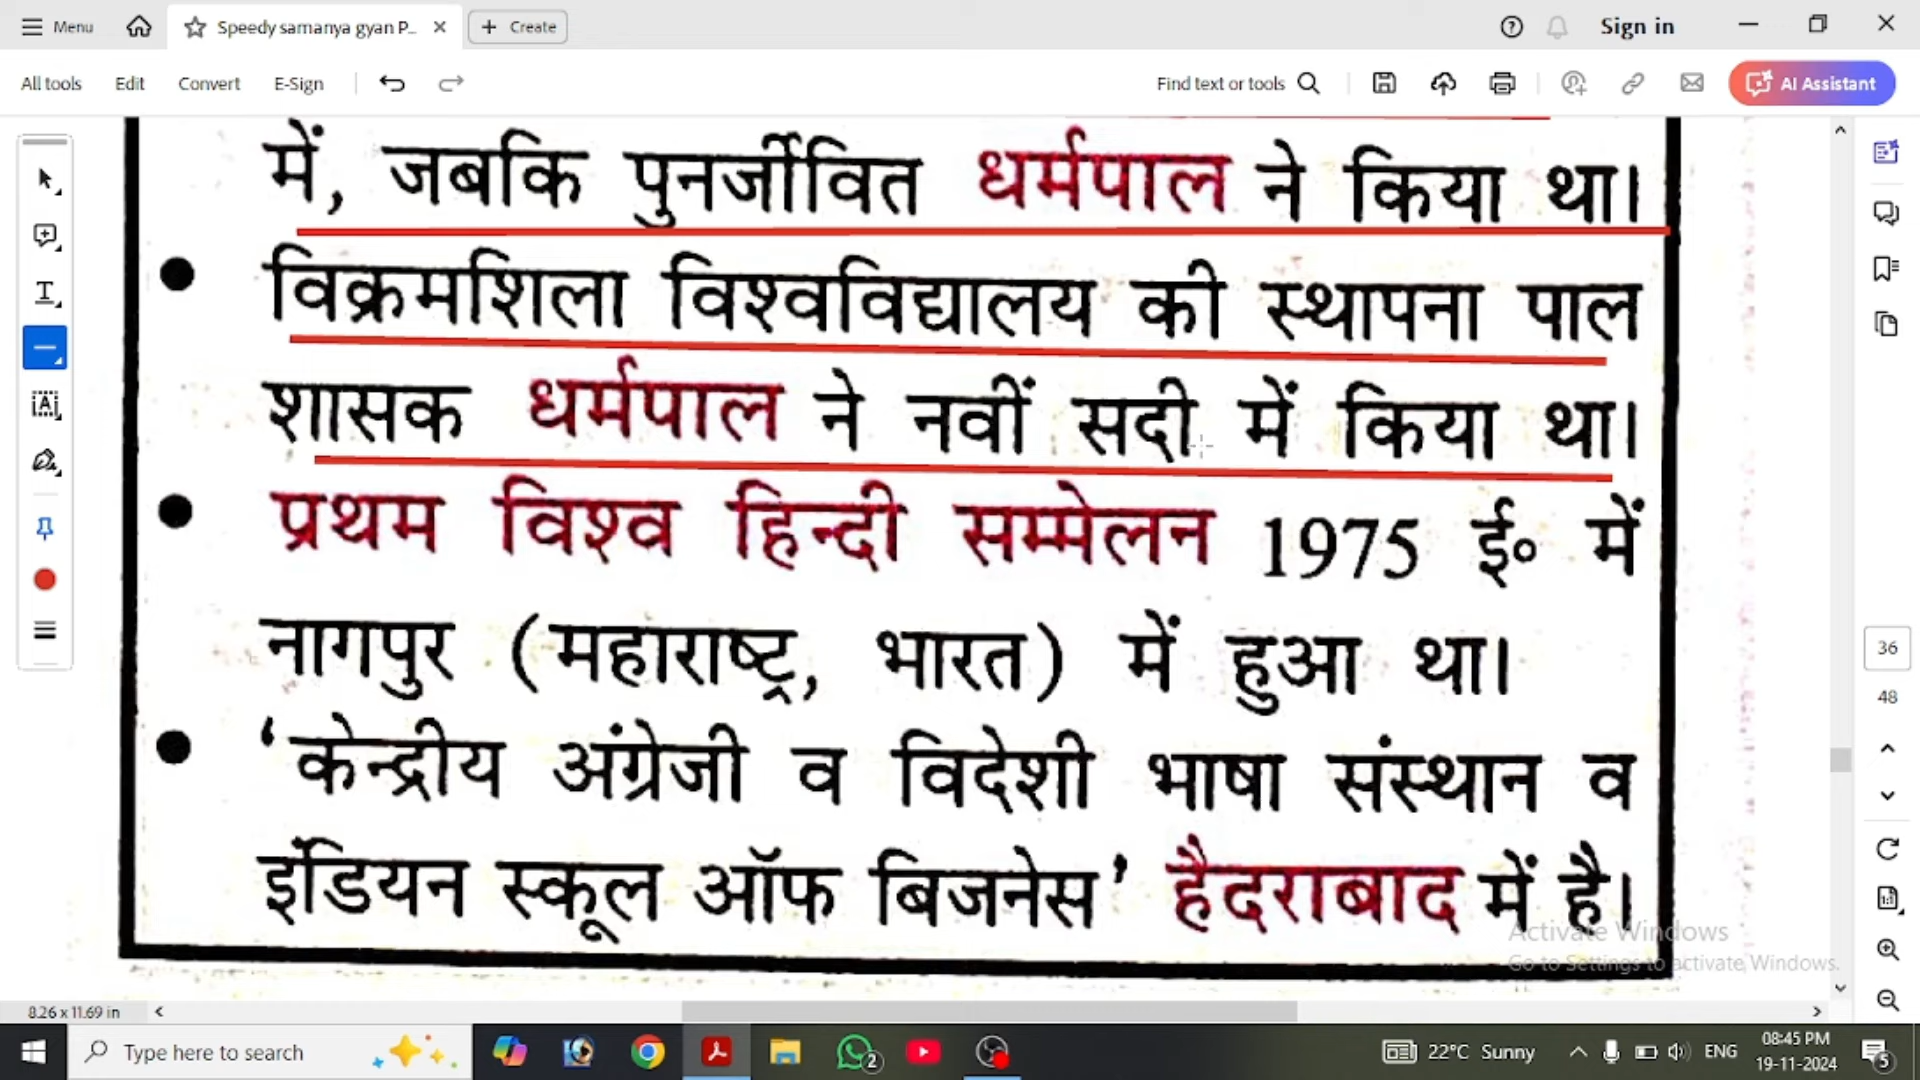 Menu
Speedy samanya gyan P...
Create
Sign in
All tools Edit Convert E-Sign
Find text or tools
AI Assistant
में, जबकि पुनर्जीवित धर्मपाल ने किया था।
• विक्रमशिला विश्वविद्यालय की स्थापना पाल
शासक धर्मपाल ने नवीं सदी में किया था।
• प्रथम विश्व हिन्दी सम्मेलन 1975 ई॰ में
नागपुर (महाराष्ट्र, भारत) में हुआ था।
• ‘केन्द्रीय अंग्रेजी व विदेशी भाषा संस्थान व
इंडियन स्कूल ऑफ बिजनेस’ हैदराबाद में है।
36
48
Activate Windows
Go to Settings to activate Windows.
8.26 x 11.69 in
Type here to search
2
22°C Sunny
ENG
08:45 PM
19-11-2024
5